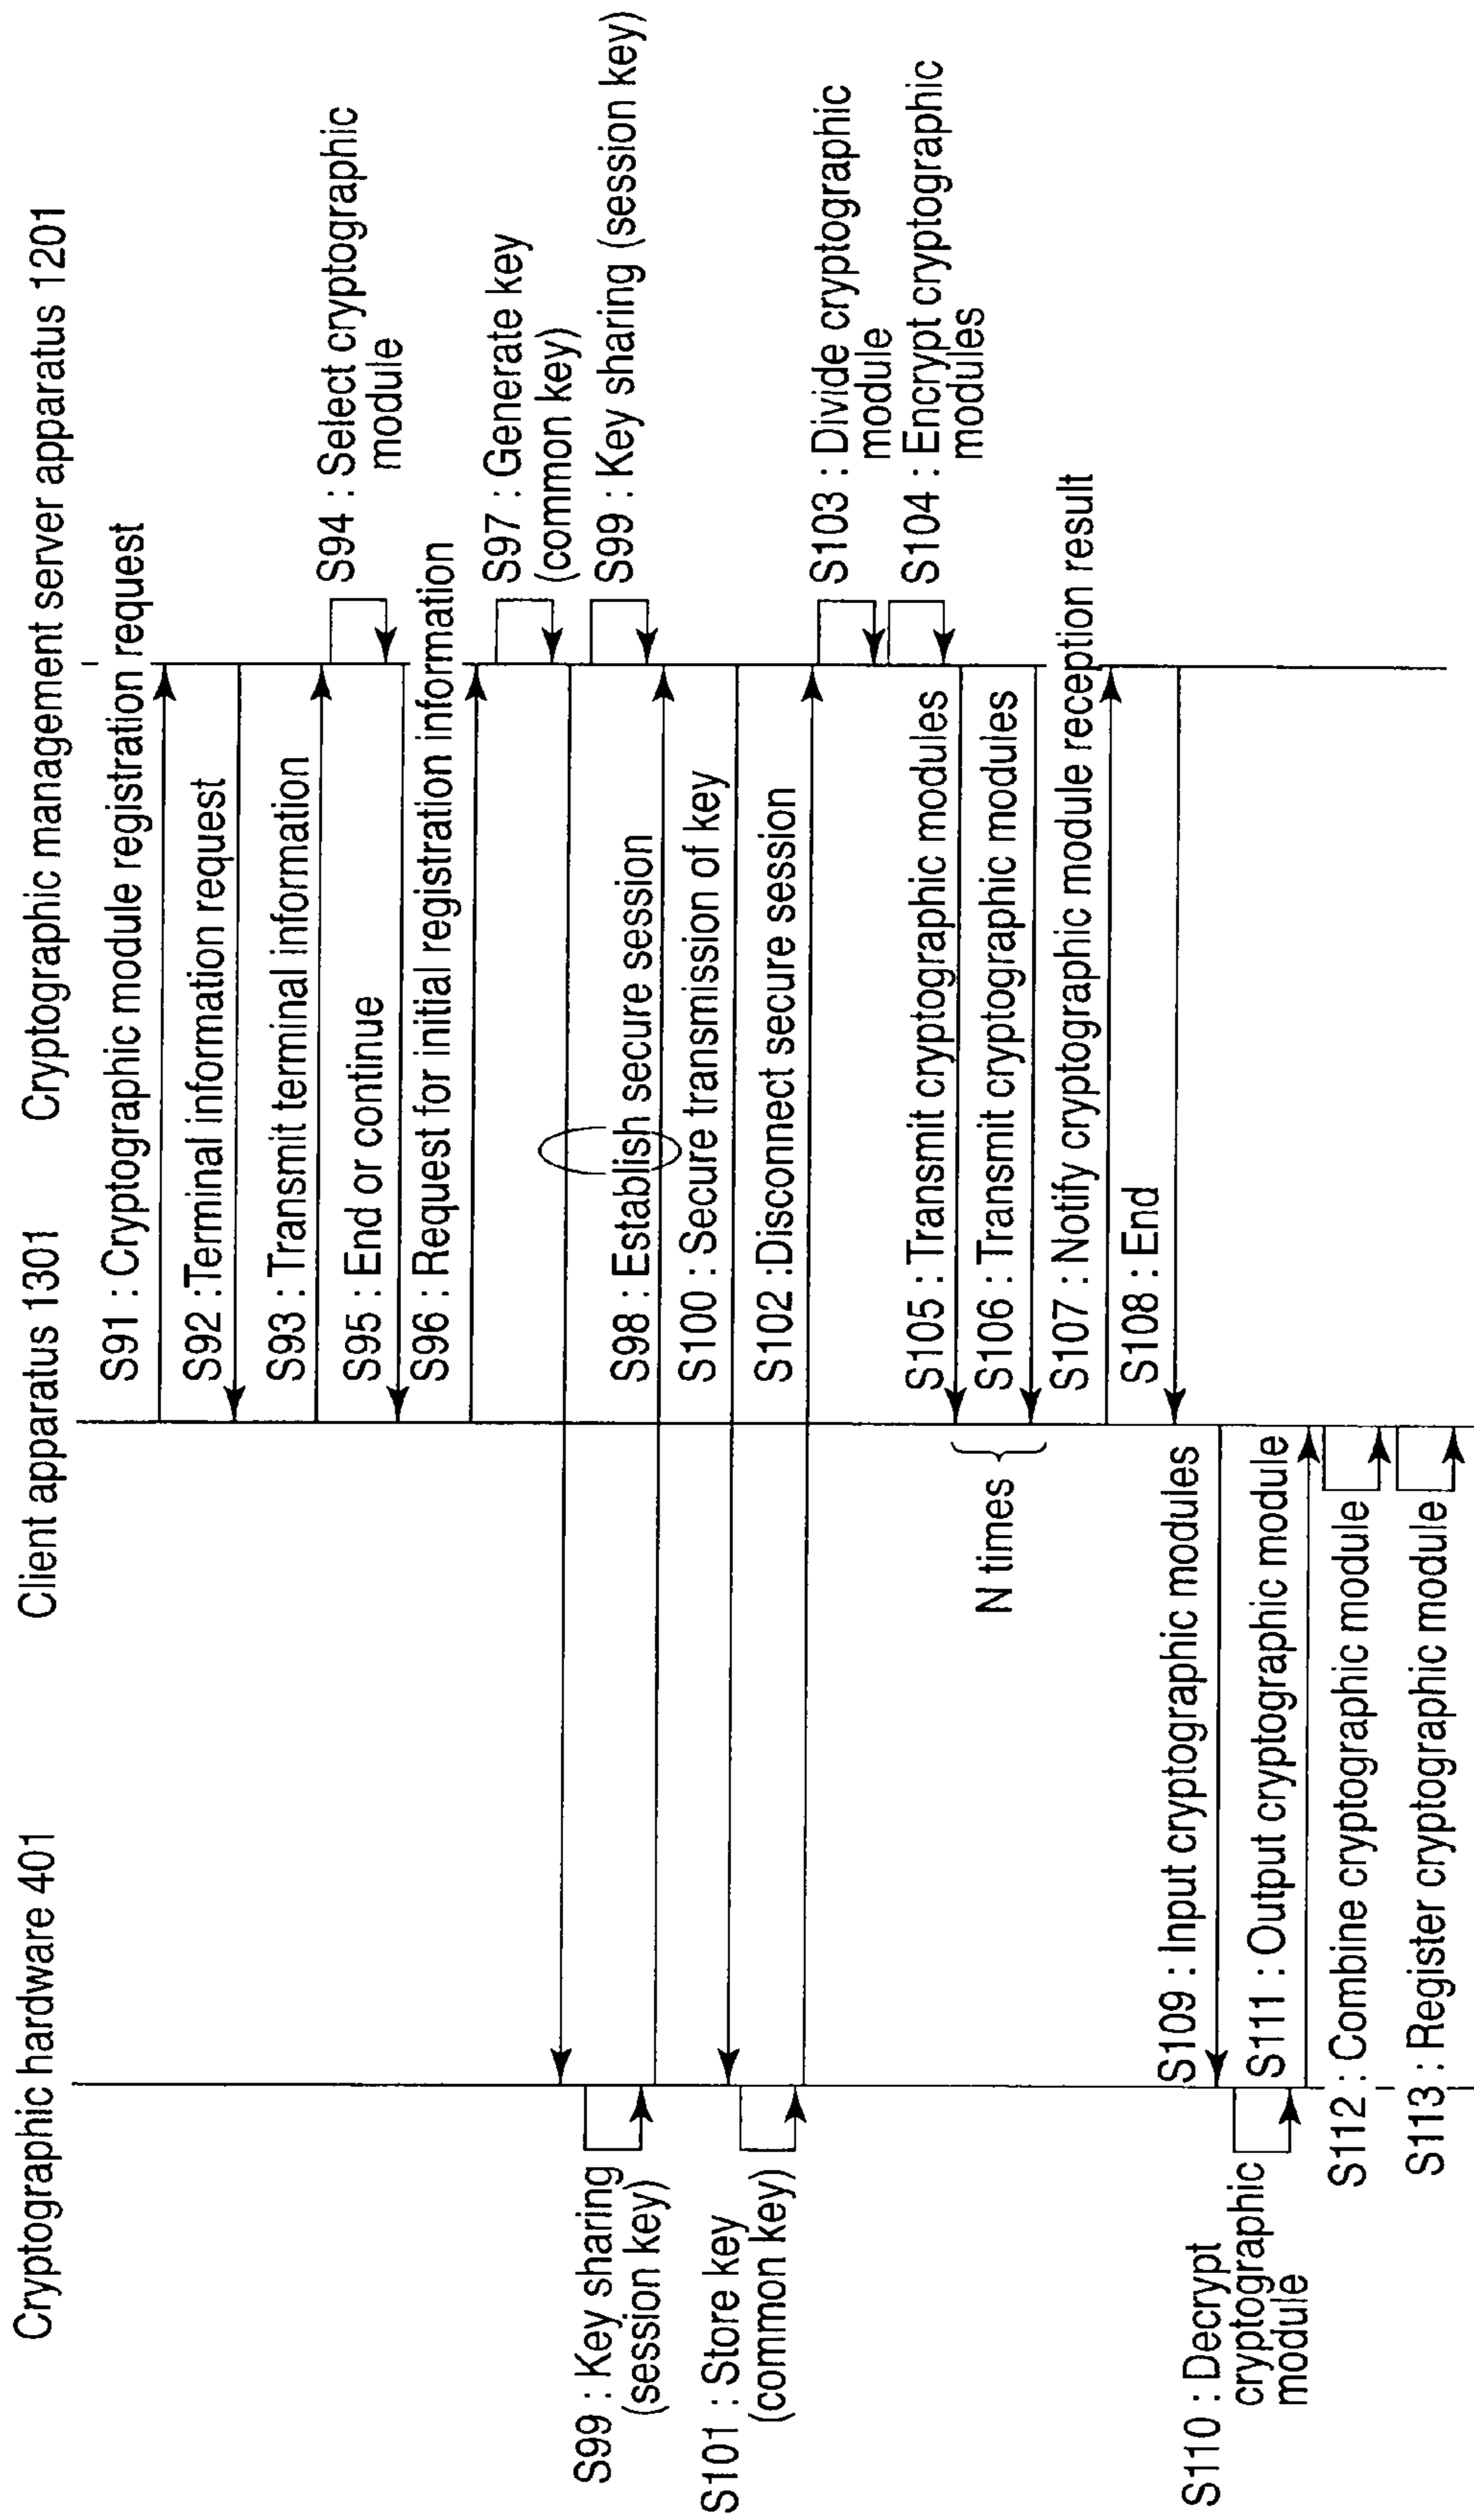 Cryptographic hardware 401
Client apparatus 1301
Cryptographic management server apparatus 1201
S91 : Cryptographic module registration request
S92 :Terminal information request
S93 : Transmit terminal information
S94 : Select cryptographic
module
S95 : End or continue
S96 : Request for initial registration information
S97 : Generate key
(common key)
S98 : Establish secure session
S99 : Key sharing
(session key)
S99 : Key sharing (session key)
S100 : Secure transmission of key
S101 : Store key
(common key)
S102 :Disconnect secure session
S103 : Divide cryptographic
module
S104 : Encrypt cryptographic
modules
S105 : Transmit cryptographic modules
S106 : Transmit cryptographic modules
N times
S107 : Notify cryptographic module reception result
S108 : End
S109 : Input cryptographic modules
S110 : Decrypt
cryptographic
module
S111 : Output cryptographic module
S112 : Combine cryptographic module
S113 : Register cryptographic module